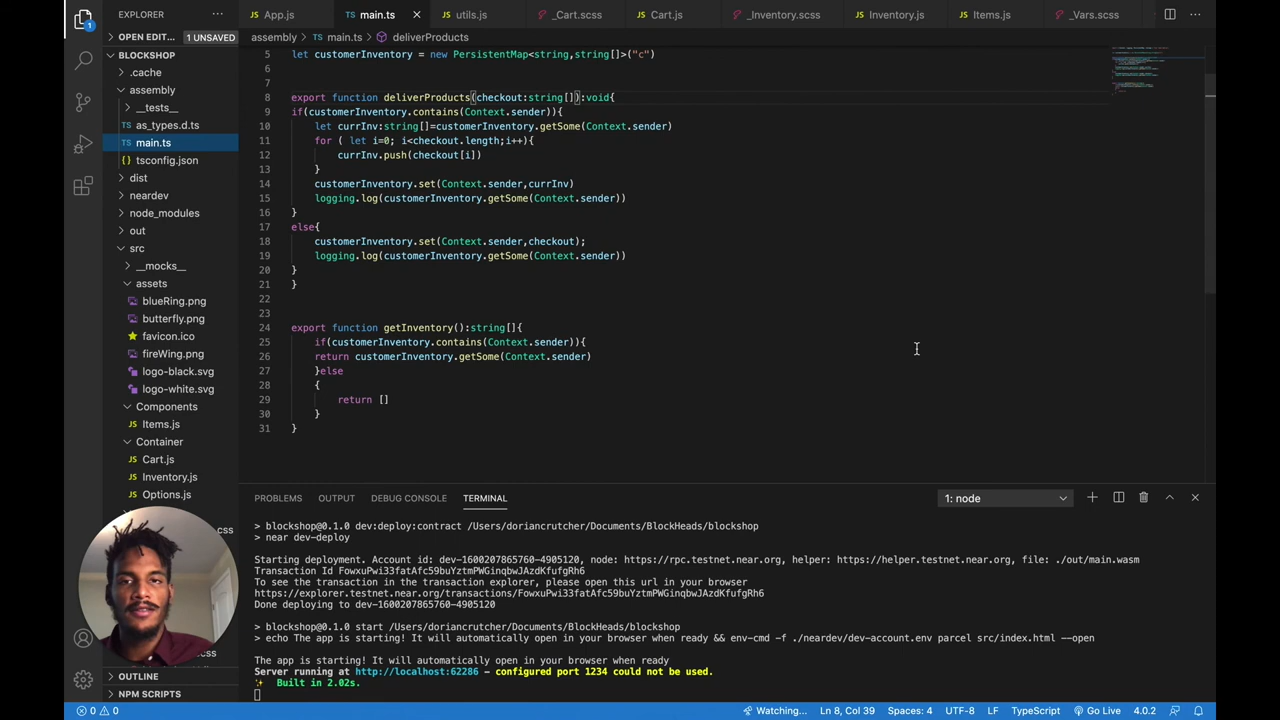 EXPLORER
···
App.js
main.ts
utils.js
_Cart.scss
Cart.js
_Inventory.scss
Inventory.js
Items.js
_Vars.scss
1
OPEN EDIT...
1 UNSAVED
BLOCKSHOP
.cache
assembly
__tests__
as_types.d.ts
main.ts
tsconfig.json
dist
neardev
node_modules
out
src
__mocks__
assets
blueRing.png
butterfly.png
favicon.ico
fireWing.png
logo-black.svg
logo-white.svg
Components
Items.js
Container
Cart.js
Inventory.js
Options.js
OUTLINE
NPM SCRIPTS
assembly > main.ts > deliverProducts
5 let customerInventory = new PersistentMap<string,string[]>("c")
6
7
8 export function deliverProducts(checkout:string[]):void{
9 if(customerInventory.contains(Context.sender)){
10 let currInv:string[]=customerInventory.getSome(Context.sender)
11 for ( let i=0; i<checkout.length;i++){
12 currInv.push(checkout[i])
13 }
14 customerInventory.set(Context.sender,currInv)
15 logging.log(customerInventory.getSome(Context.sender))
16 }
17 else{
18 customerInventory.set(Context.sender,checkout);
19 logging.log(customerInventory.getSome(Context.sender))
20 }
21 }
22
23
24 export function getInventory():string[]{
25 if(customerInventory.contains(Context.sender)){
26 return customerInventory.getSome(Context.sender)
27 }else
28 {
29 return []
30 }
31 }
PROBLEMS OUTPUT DEBUG CONSOLE TERMINAL
1: node
> blockshop@0.1.0 dev:deploy:contract /Users/doriancrutcher/Documents/BlockHeads/blockshop
> near dev-deploy
Starting deployment. Account id: dev-1600207865760-4905120, node: https://rpc.testnet.near.org, helper: https://helper.testnet.near.org, file: ./out/main.wasm
Transaction Id FowxuPwi33fatAfc59buYztmPWGinqbwJAzdKfufgRh6
To see the transaction in the transaction explorer, please open this url in your browser
https://explorer.testnet.near.org/transactions/FowxuPwi33fatAfc59buYztmPWGinqbwJAzdKfufgRh6
Done deploying to dev-1600207865760-4905120
> blockshop@0.1.0 start /Users/doriancrutcher/Documents/BlockHeads/blockshop
> echo The app is starting! It will automatically open in your browser when ready && env-cmd -f ./neardev/dev-account.env parcel src/index.html --open
The app is starting! It will automatically open in your browser when ready
Server running at http://localhost:62286 - configured port 1234 could not be used.
✨ Built in 2.02s.
0 0
Watching...
Ln 8, Col 39
Spaces: 4
UTF-8
LF
TypeScript
Go Live
4.0.2